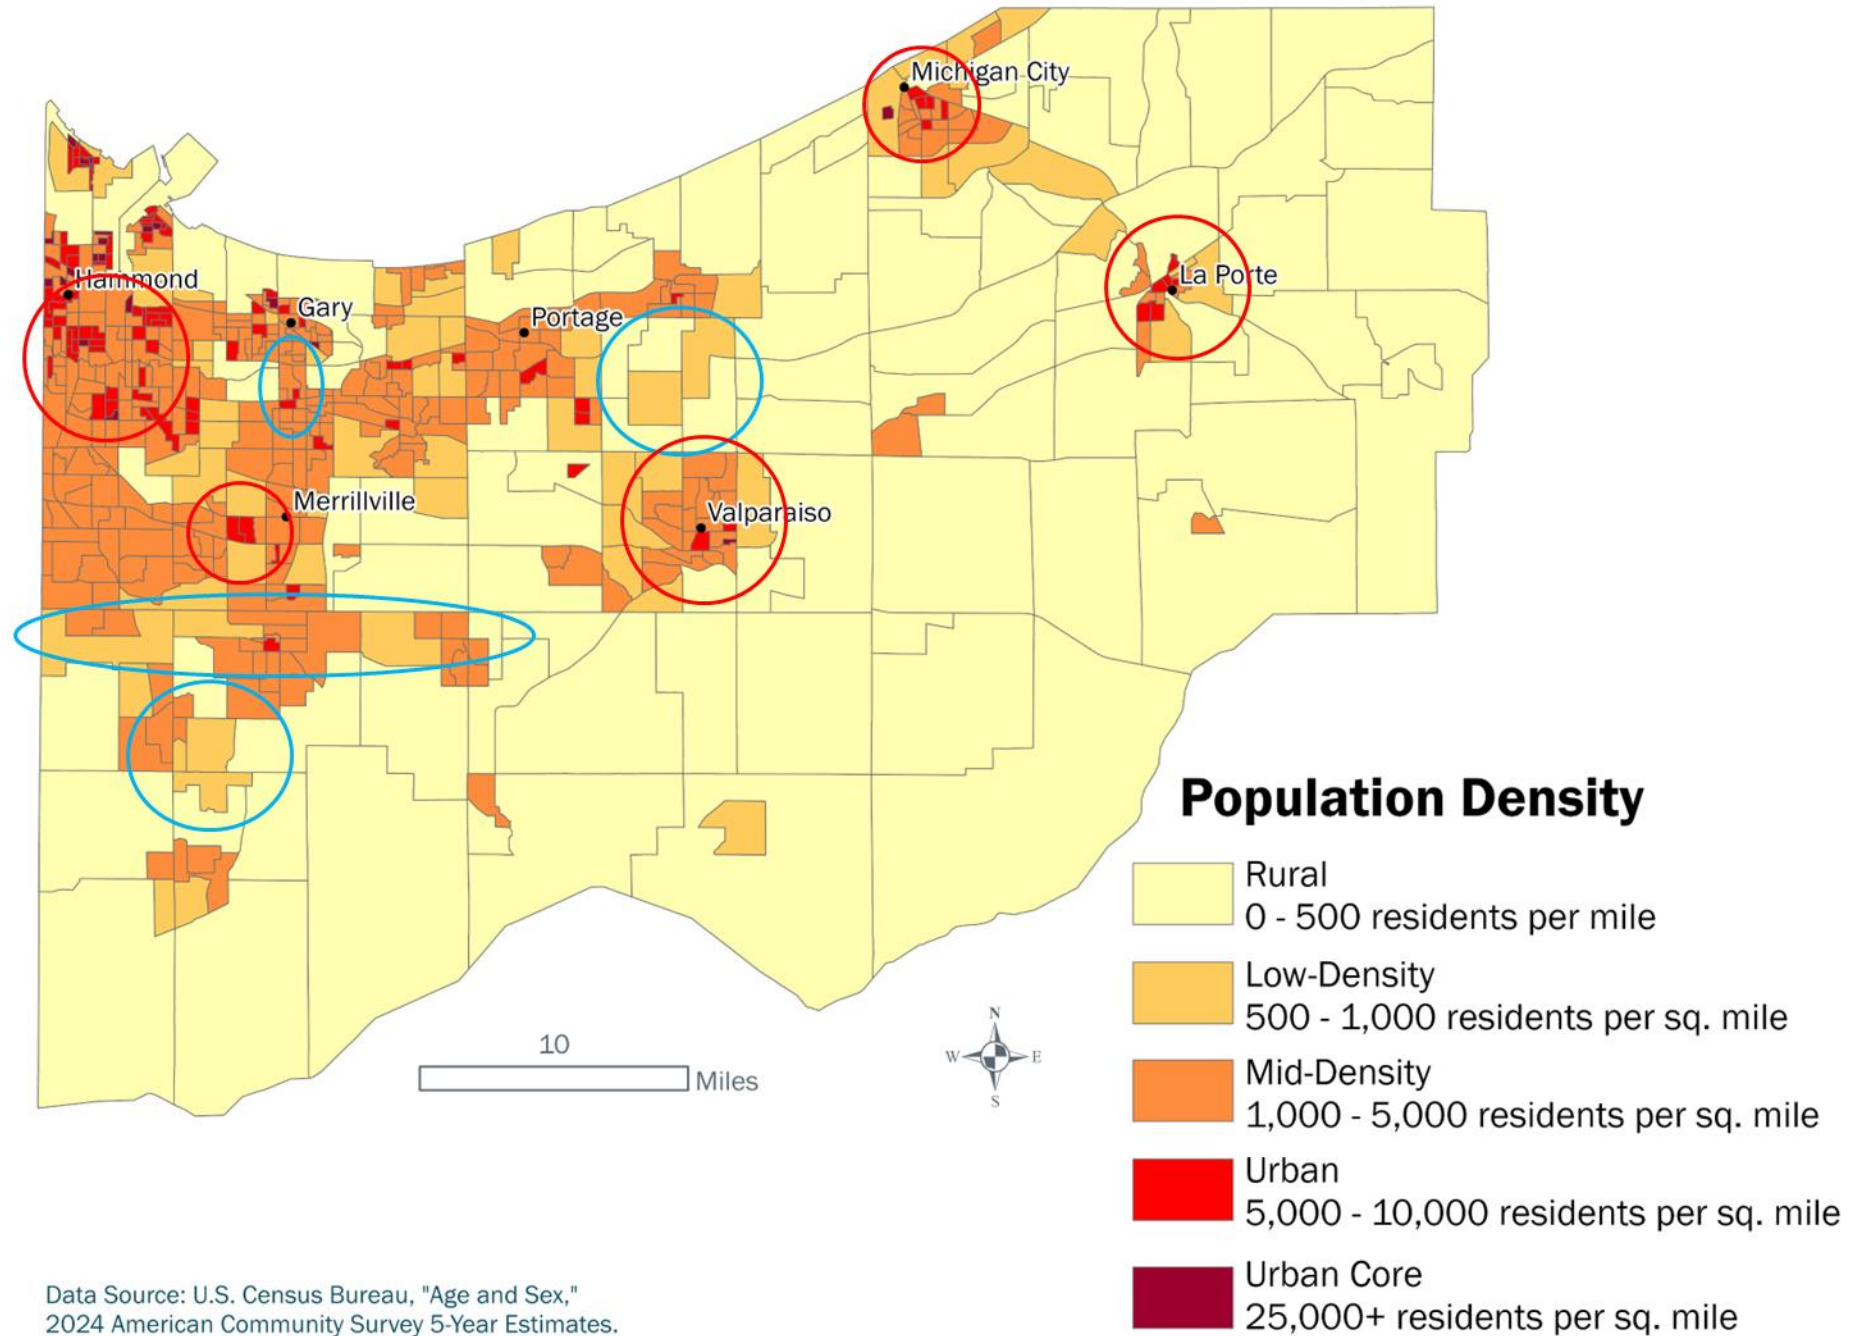 Michigan City
Hammond
La Porte
Gary
Portage
Merrillville
Valparaiso
Population Density
Rural
0 - 500 residents per mile
Low-Density
500 - 1,000 residents per sq. mile
Mid-Density
1,000 - 5,000 residents per sq. mile
Urban
5,000 - 10,000 residents per sq. mile
Urban Core
25,000+ residents per sq. mile
10
Miles
N
W E
S
Data Source: U.S. Census Bureau, "Age and Sex,"
2024 American Community Survey 5-Year Estimates.